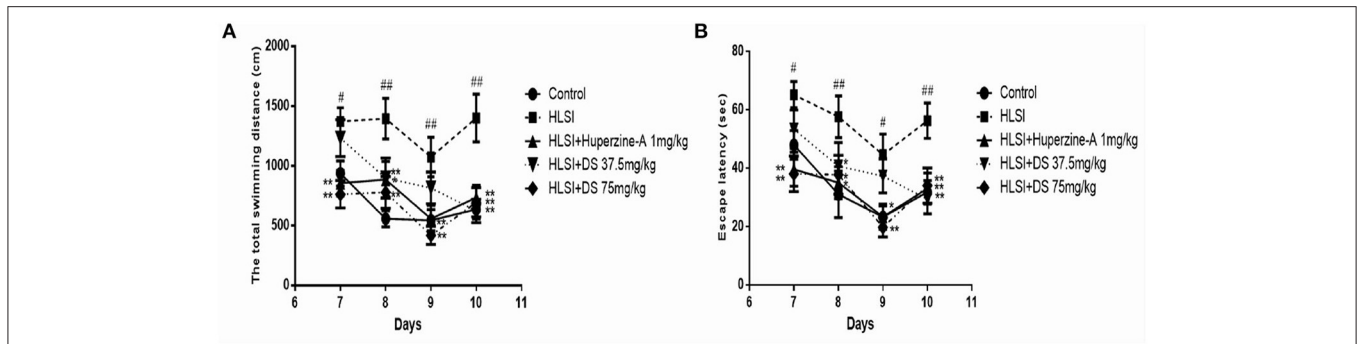 A
The total swimming distance (cm)
2000
1500
1000
500
0
# ## ## ##
** ** ** * ** ** ** ** ** **
6 7 8 9 10 11
Days
Control
HLSI
HLSI+Huperzine-A 1mg/kg
HLSI+DS 37.5mg/kg
HLSI+DS 75mg/kg
B
Escape latency (sec)
80
60
40
20
0
# ## # ##
** ** * * * ** ** ** **
6 7 8 9 10 11
Days
Control
HLSI
HLSI+Huperzine-A 1mg/kg
HLSI+DS 37.5mg/kg
HLSI+DS 75mg/kg